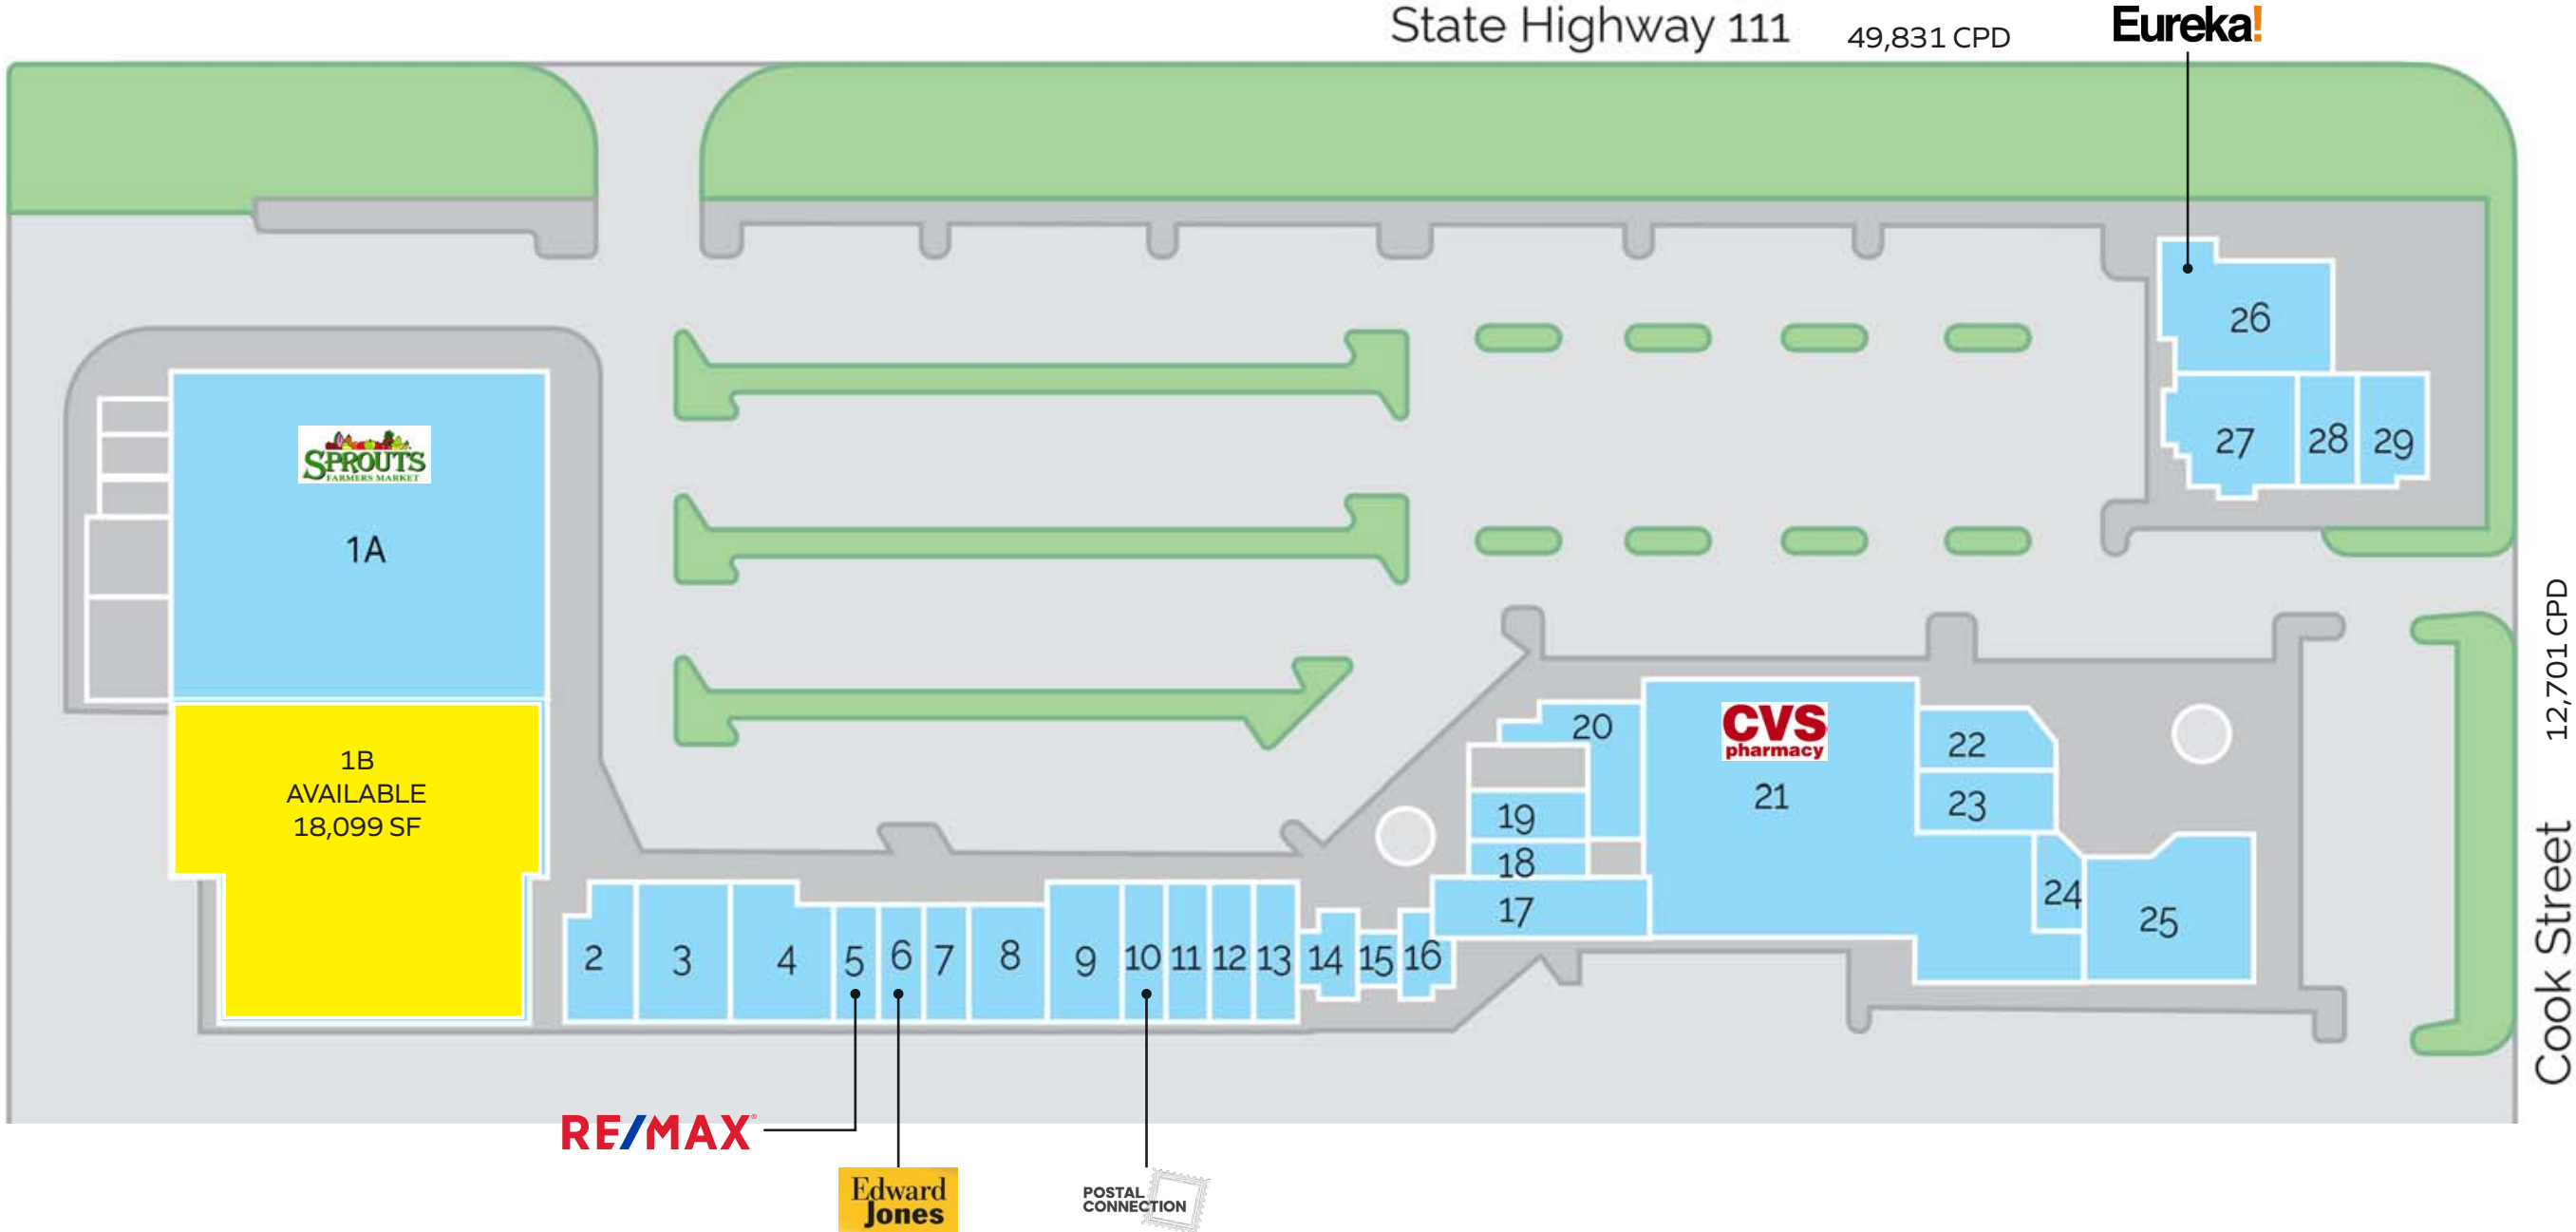 State Highway 111
49,831 CPD
Eureka!
26
27
28
29
SPROUTS
FARMERS MARKET
1A
12,701 CPD
Cook Street
1B
AVAILABLE
18,099 SF
20
CVS
pharmacy
21
22
23
19
18
17
24
25
2
3
4
5
6
7
8
9
10
11
12
13
14
15
16
RE/MAX®
Edward
Jones
POSTAL
CONNECTION